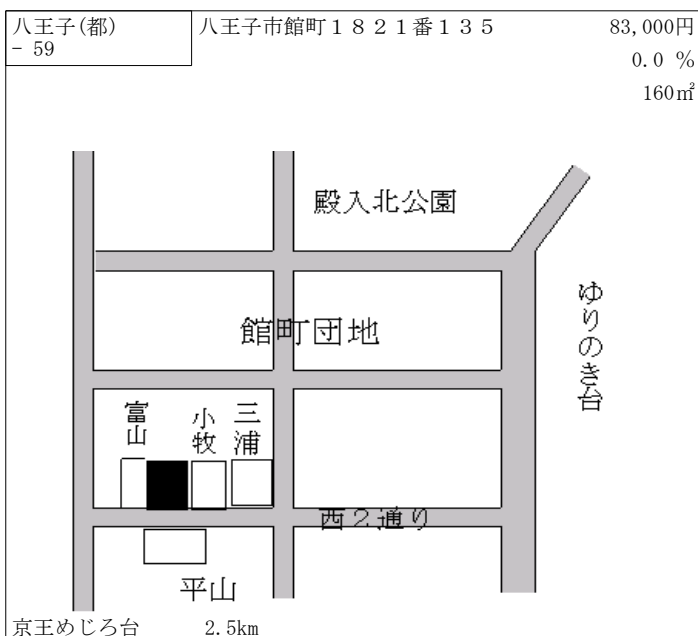 八王子(都)
- 59
八王子市館町１８２１番１３５
83,000円
0.0 %
160㎡
殿入北公園
ゆりのき台
館町団地
富山
小牧
三浦
西２通り
平山
京王めじろ台 2.5km